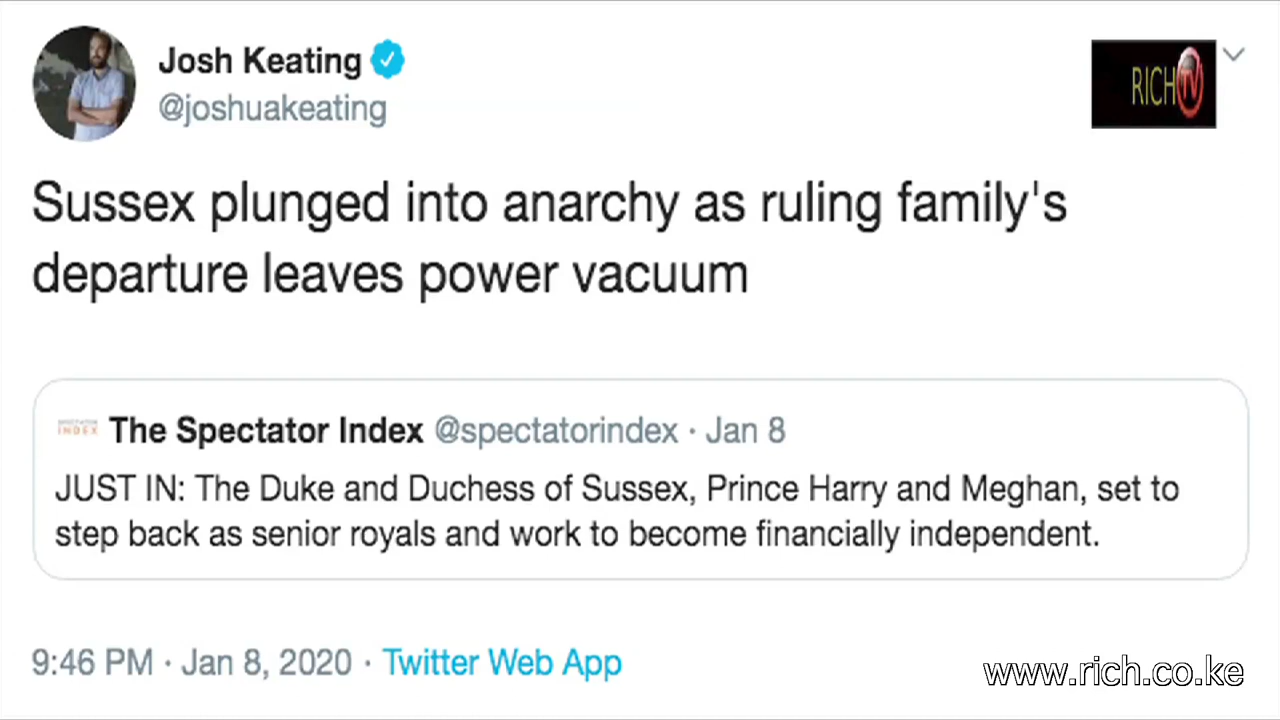 Josh Keating
@joshuakeating
RICH TV
Sussex plunged into anarchy as ruling family's
departure leaves power vacuum
SPECTATOR
INDEX
The Spectator Index @spectatorindex · Jan 8
JUST IN: The Duke and Duchess of Sussex, Prince Harry and Meghan, set to
step back as senior royals and work to become financially independent.
9:46 PM · Jan 8, 2020 · Twitter Web App
www.rich.co.ke